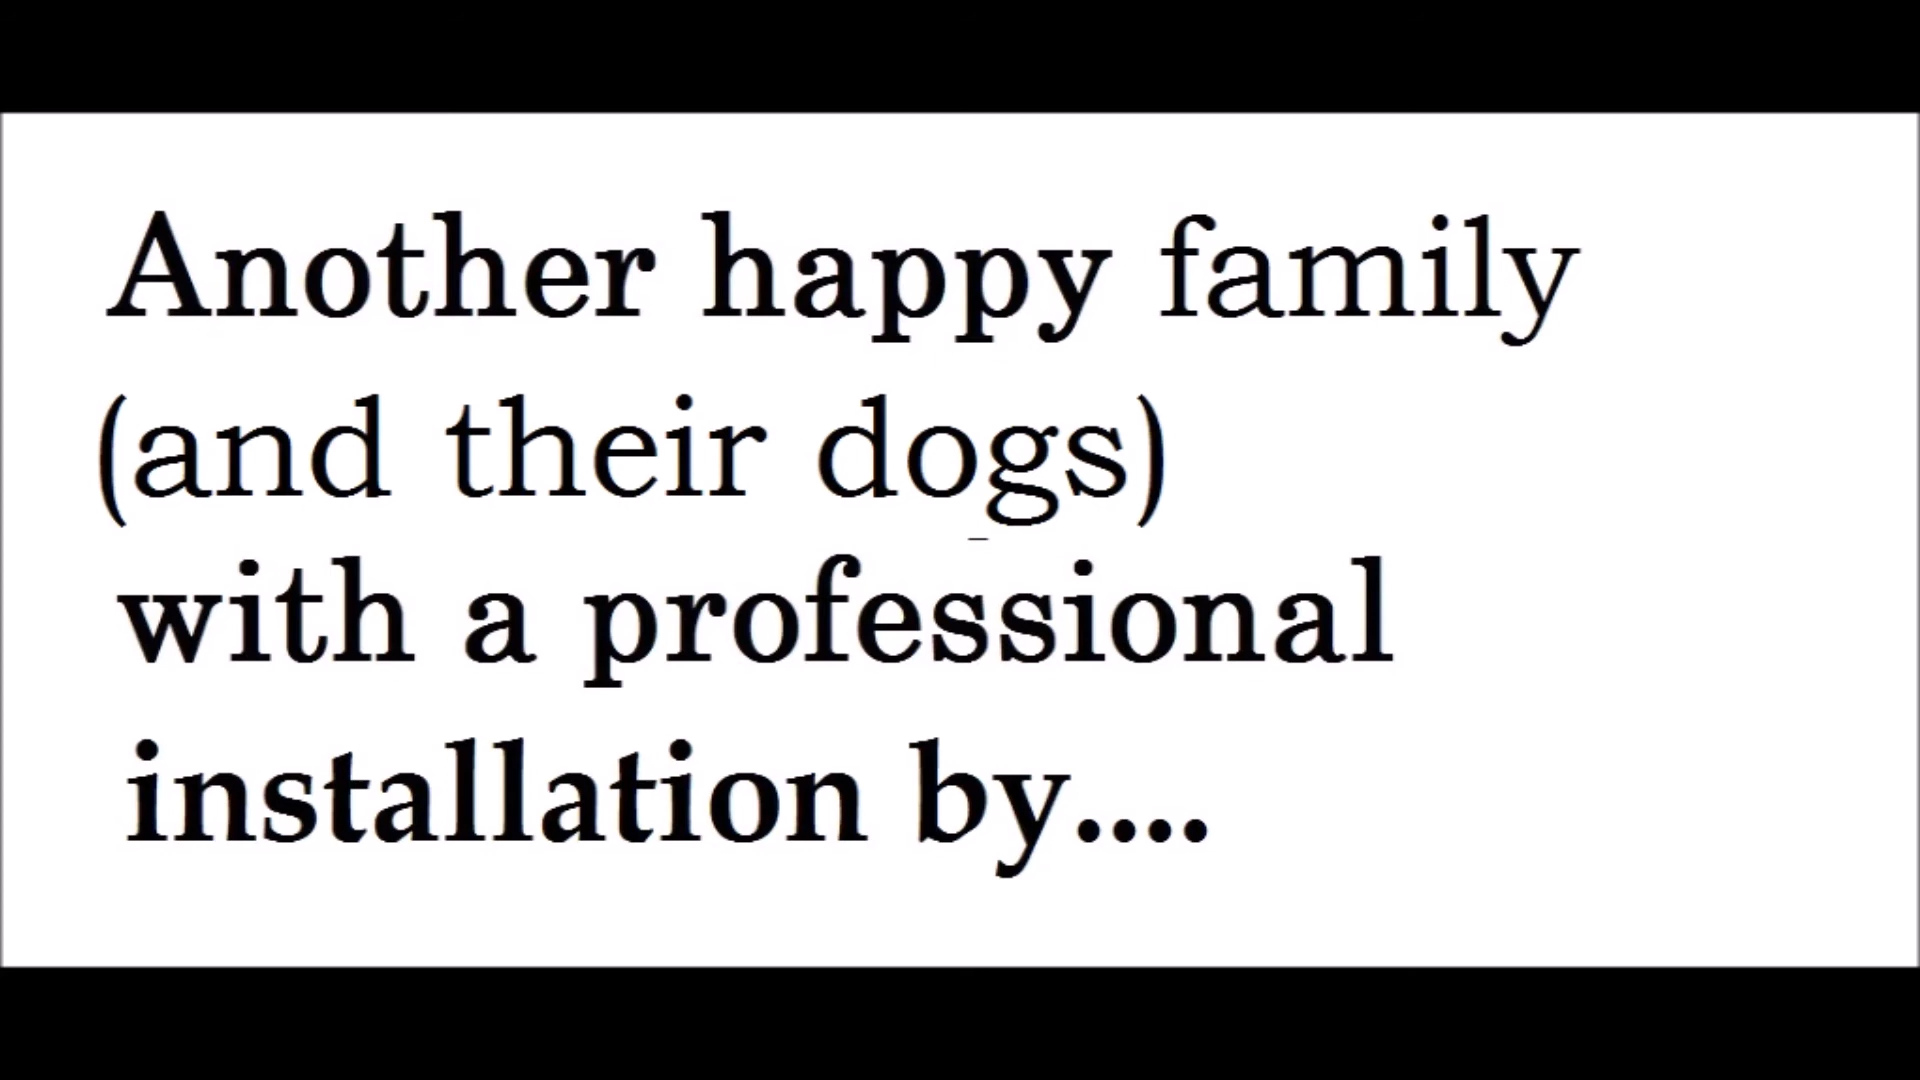 Another happy family
(and their dogs)
with a professional
installation by....